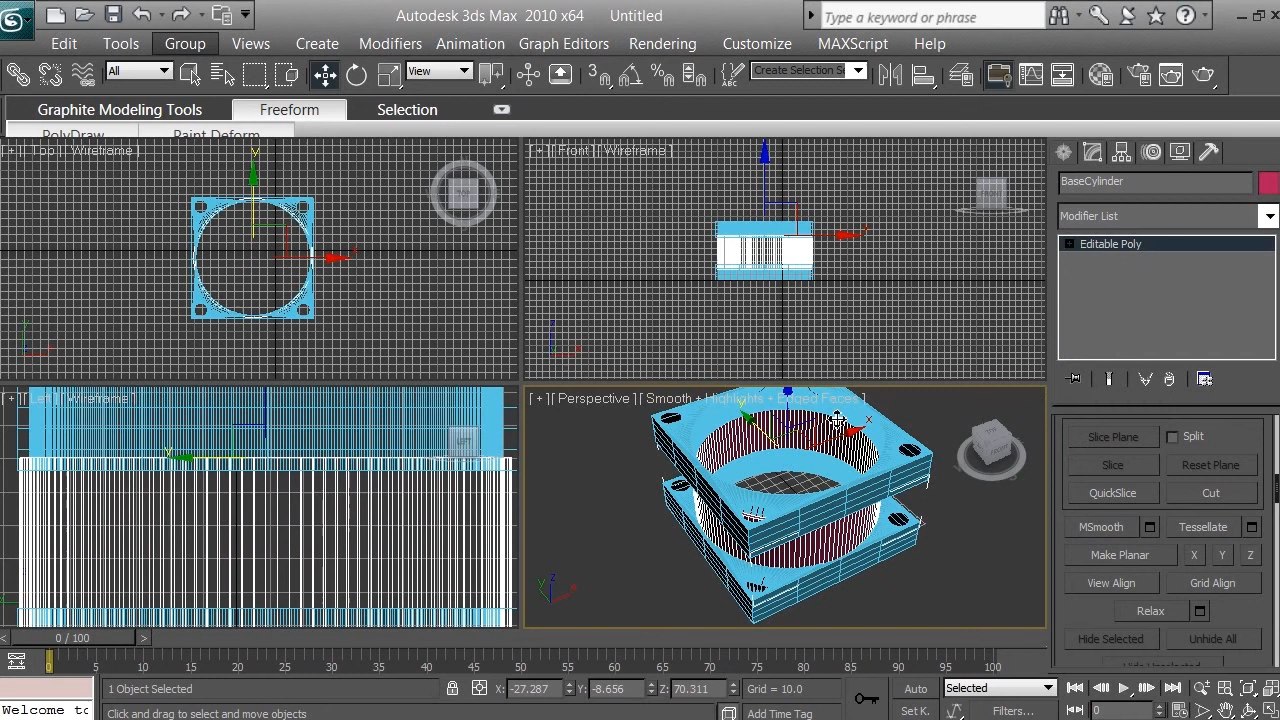 Autodesk 3ds Max 2010 x64 Untitled
Type a keyword or phrase
Edit Tools Group Views Create Modifiers Animation Graph Editors Rendering Customize MAXScript Help
All View Create Selection Se
Graphite Modeling Tools Freeform Selection
PolyDraw Paint Deform
[ + ][ Top ][ Wireframe ]
[ + ][ Front ][ Wireframe ]
BaseCylinder
Modifier List
Editable Poly
[ + ][ Left ][ Wireframe ]
[ + ][ Perspective ][ Smooth + Highlights + Edged Faces ]
Slice Plane Split
Slice Reset Plane
QuickSlice Cut
MSmooth Tessellate
Make Planar X Y Z
View Align Grid Align
Relax
Hide Selected Unhide All
Hide Unselected
< 0 / 100 >
0 5 10 15 20 25 30 35 40 45 50 55 60 65 70 75 80 85 90 95 100
1 Object Selected X: -27.287 Y: -8.656 Z: 70.311 Grid = 10.0 Auto Selected
Welcome to Click and drag to select and move objects Add Time Tag Set K. Filters... 0